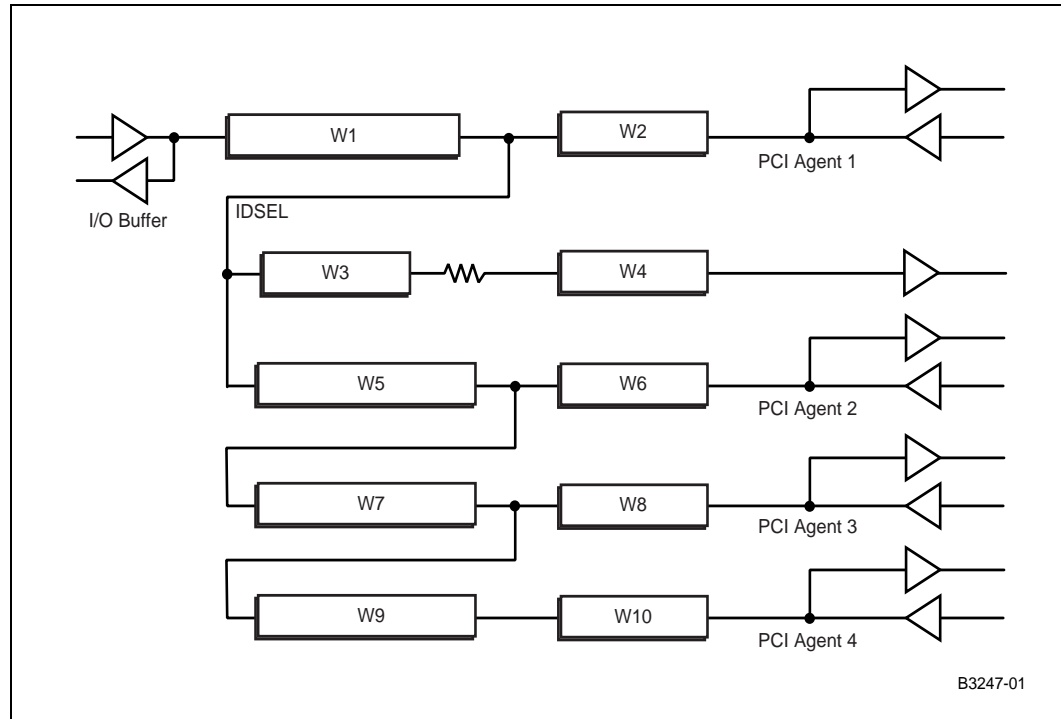 W1
W2
PCI Agent 1
I/O Buffer
IDSEL
W3
W4
W5
W6
PCI Agent 2
W7
W8
PCI Agent 3
W9
W10
PCI Agent 4
B3247-01